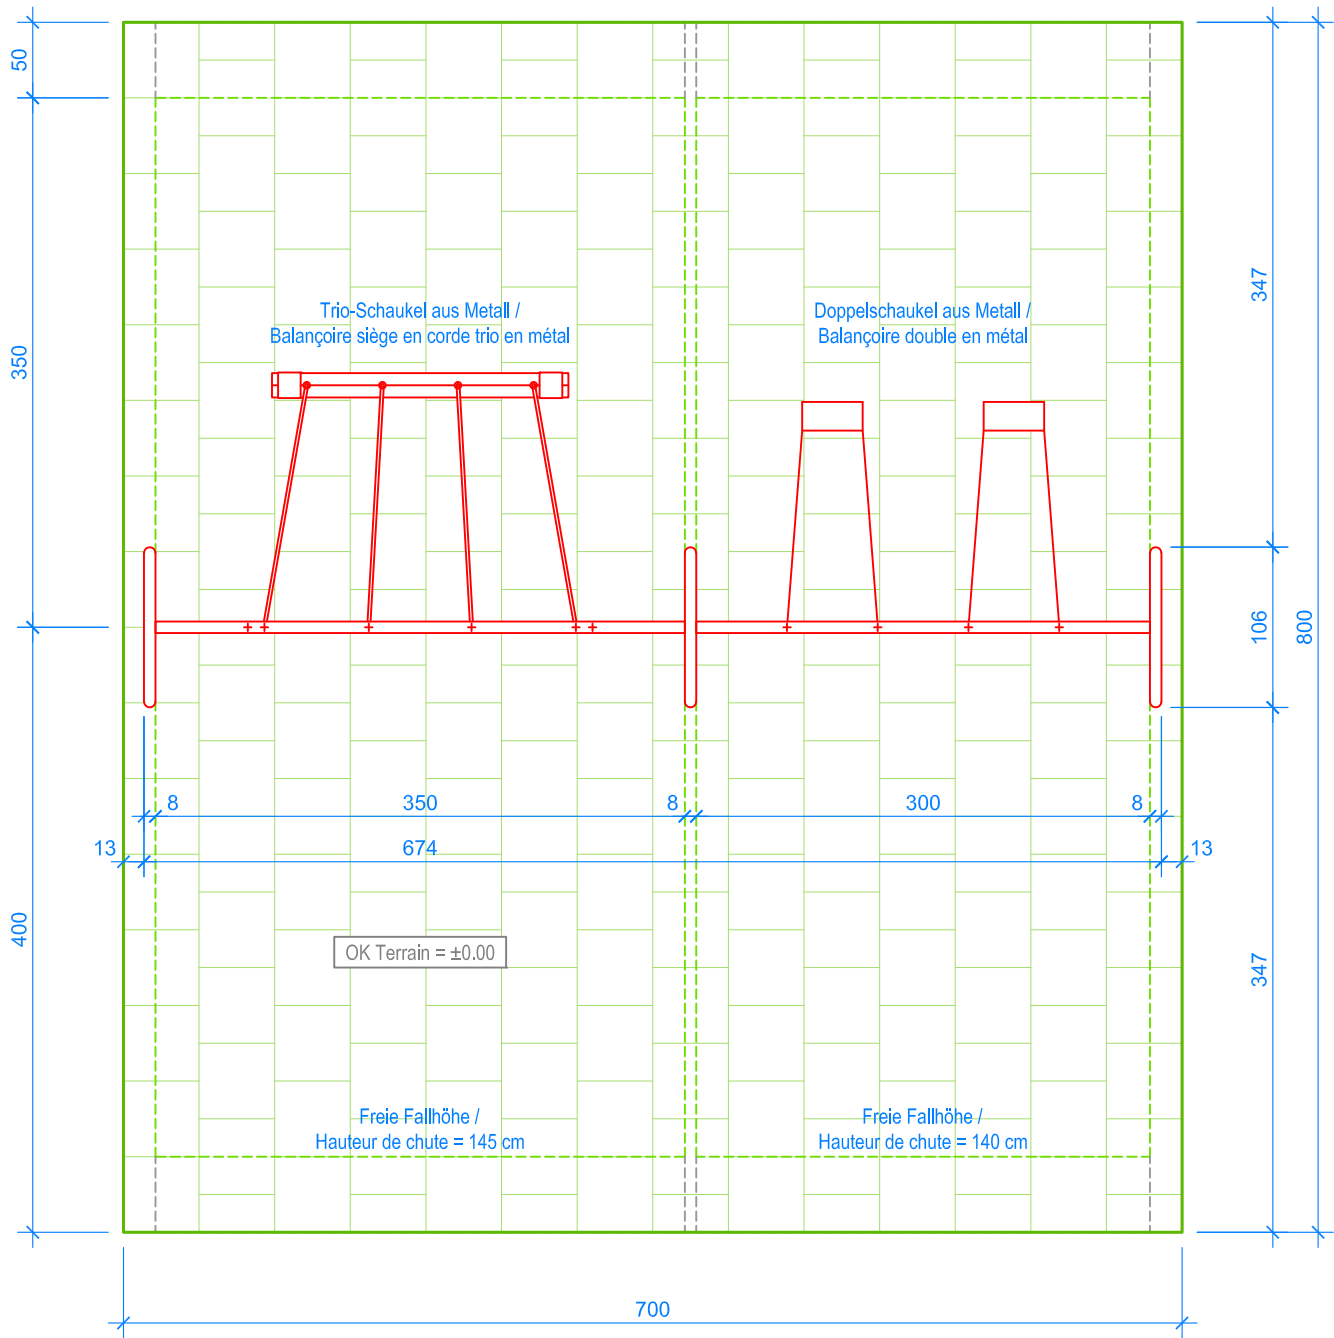 50
350
400
Trio-Schaukel aus Metall /
Balançoire siège en corde trio en métal
Doppelschaukel aus Metall /
Balançoire double en métal
347
106
800
347
8
350
8
300
8
13
674
13
OK Terrain = ±0.00
Freie Fallhöhe /
Hauteur de chute = 145 cm
Freie Fallhöhe /
Hauteur de chute = 140 cm
700